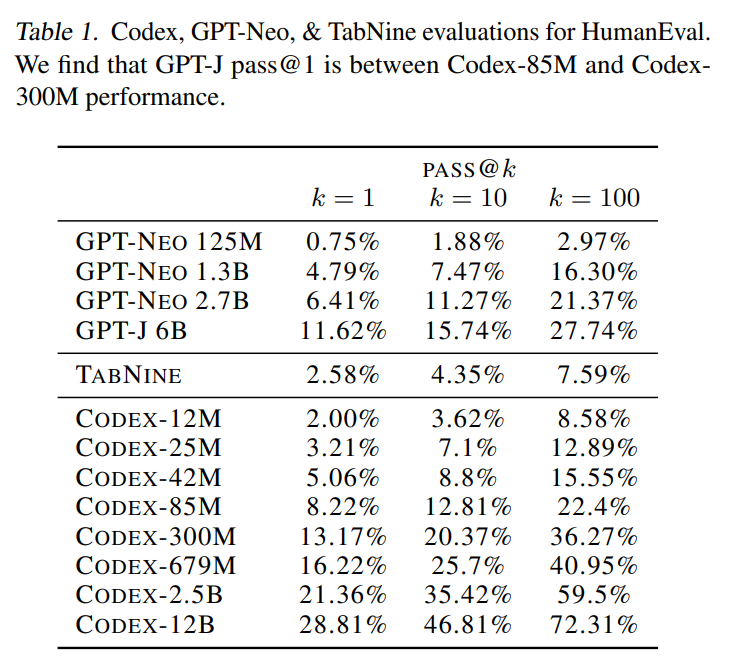 Table 1. Codex, GPT-Neo, & TabNine evaluations for HumanEval.
We find that GPT-J pass@1 is between Codex-85M and Codex-
300M performance.
PASS@k
k = 1 k = 10 k = 100
GPT-NEO 125M 0.75% 1.88% 2.97%
GPT-NEO 1.3B 4.79% 7.47% 16.30%
GPT-NEO 2.7B 6.41% 11.27% 21.37%
GPT-J 6B 11.62% 15.74% 27.74%
TABNINE 2.58% 4.35% 7.59%
CODEX-12M 2.00% 3.62% 8.58%
CODEX-25M 3.21% 7.1% 12.89%
CODEX-42M 5.06% 8.8% 15.55%
CODEX-85M 8.22% 12.81% 22.4%
CODEX-300M 13.17% 20.37% 36.27%
CODEX-679M 16.22% 25.7% 40.95%
CODEX-2.5B 21.36% 35.42% 59.5%
CODEX-12B 28.81% 46.81% 72.31%